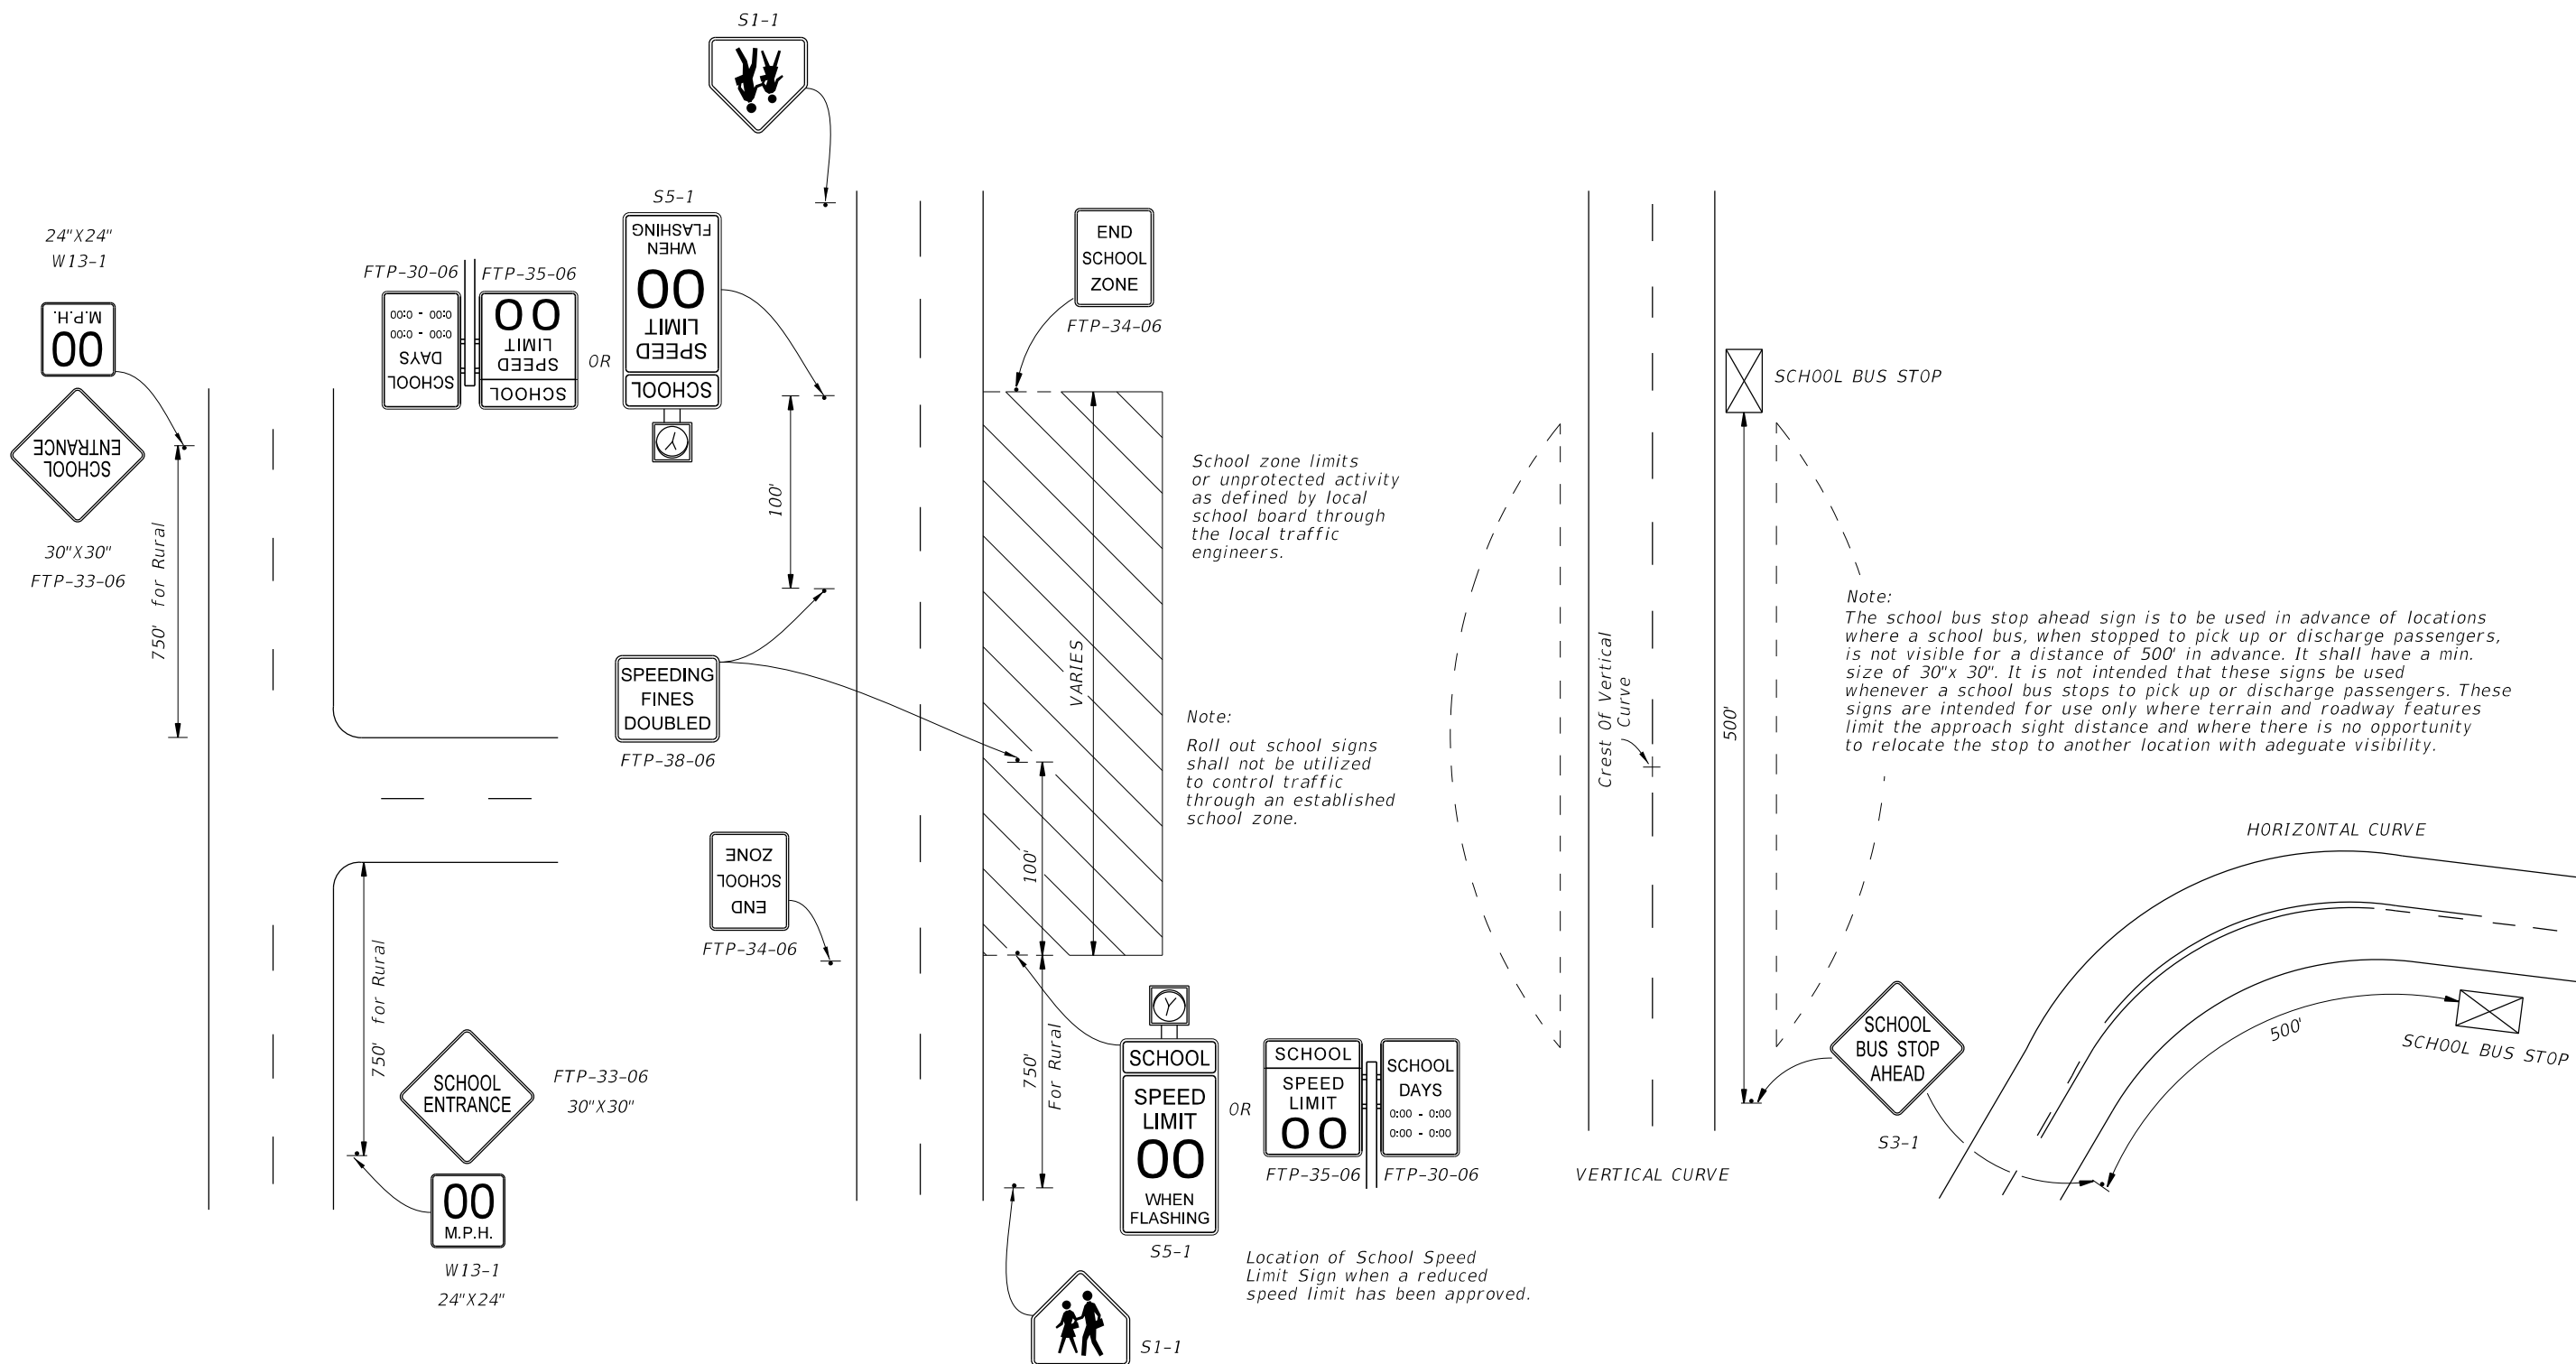 S1-1
24"X24"
W13-1
M.P.H.
00
SCHOOL
ENTRANCE
30"X30"
FTP-33-06
750' for Rural
FTP-30-06
SCHOOL
DAYS
0:00 - 0:00
0:00 - 0:00
FTP-35-06
SCHOOL
SPEED
LIMIT
00
OR
S5-1
SCHOOL
SPEED
LIMIT
00
WHEN
FLASHING
Y
100'
END
SCHOOL
ZONE
FTP-34-06
School zone limits
or unprotected activity
as defined by local
school board through
the local traffic
engineers.
VARIES
SPEEDING
FINES
DOUBLED
FTP-38-06
Note:
Roll out school signs
shall not be utilized
to control traffic
through an established
school zone.
100'
END
SCHOOL
ZONE
FTP-34-06
750' for Rural
SCHOOL
ENTRANCE
FTP-33-06
30"X30"
00
M.P.H.
W13-1
24"X24"
750'
For Rural
Y
SCHOOL
SPEED
LIMIT
00
WHEN
FLASHING
S5-1
OR
SCHOOL
SPEED
LIMIT
00
FTP-35-06
SCHOOL
DAYS
0:00 - 0:00
0:00 - 0:00
FTP-30-06
Location of School Speed
Limit Sign when a reduced
speed limit has been approved.
S1-1
SCHOOL BUS STOP
Crest Of Vertical
Curve
500'
Note:
The school bus stop ahead sign is to be used in advance of locations
where a school bus, when stopped to pick up or discharge passengers,
is not visible for a distance of 500' in advance. It shall have a min.
size of 30"x 30". It is not intended that these signs be used
whenever a school bus stops to pick up or discharge passengers. These
signs are intended for use only where terrain and roadway features
limit the approach sight distance and where there is no opportunity
to relocate the stop to another location with adeguate visibility.
HORIZONTAL CURVE
SCHOOL
BUS STOP
AHEAD
S3-1
500'
SCHOOL BUS STOP
VERTICAL CURVE